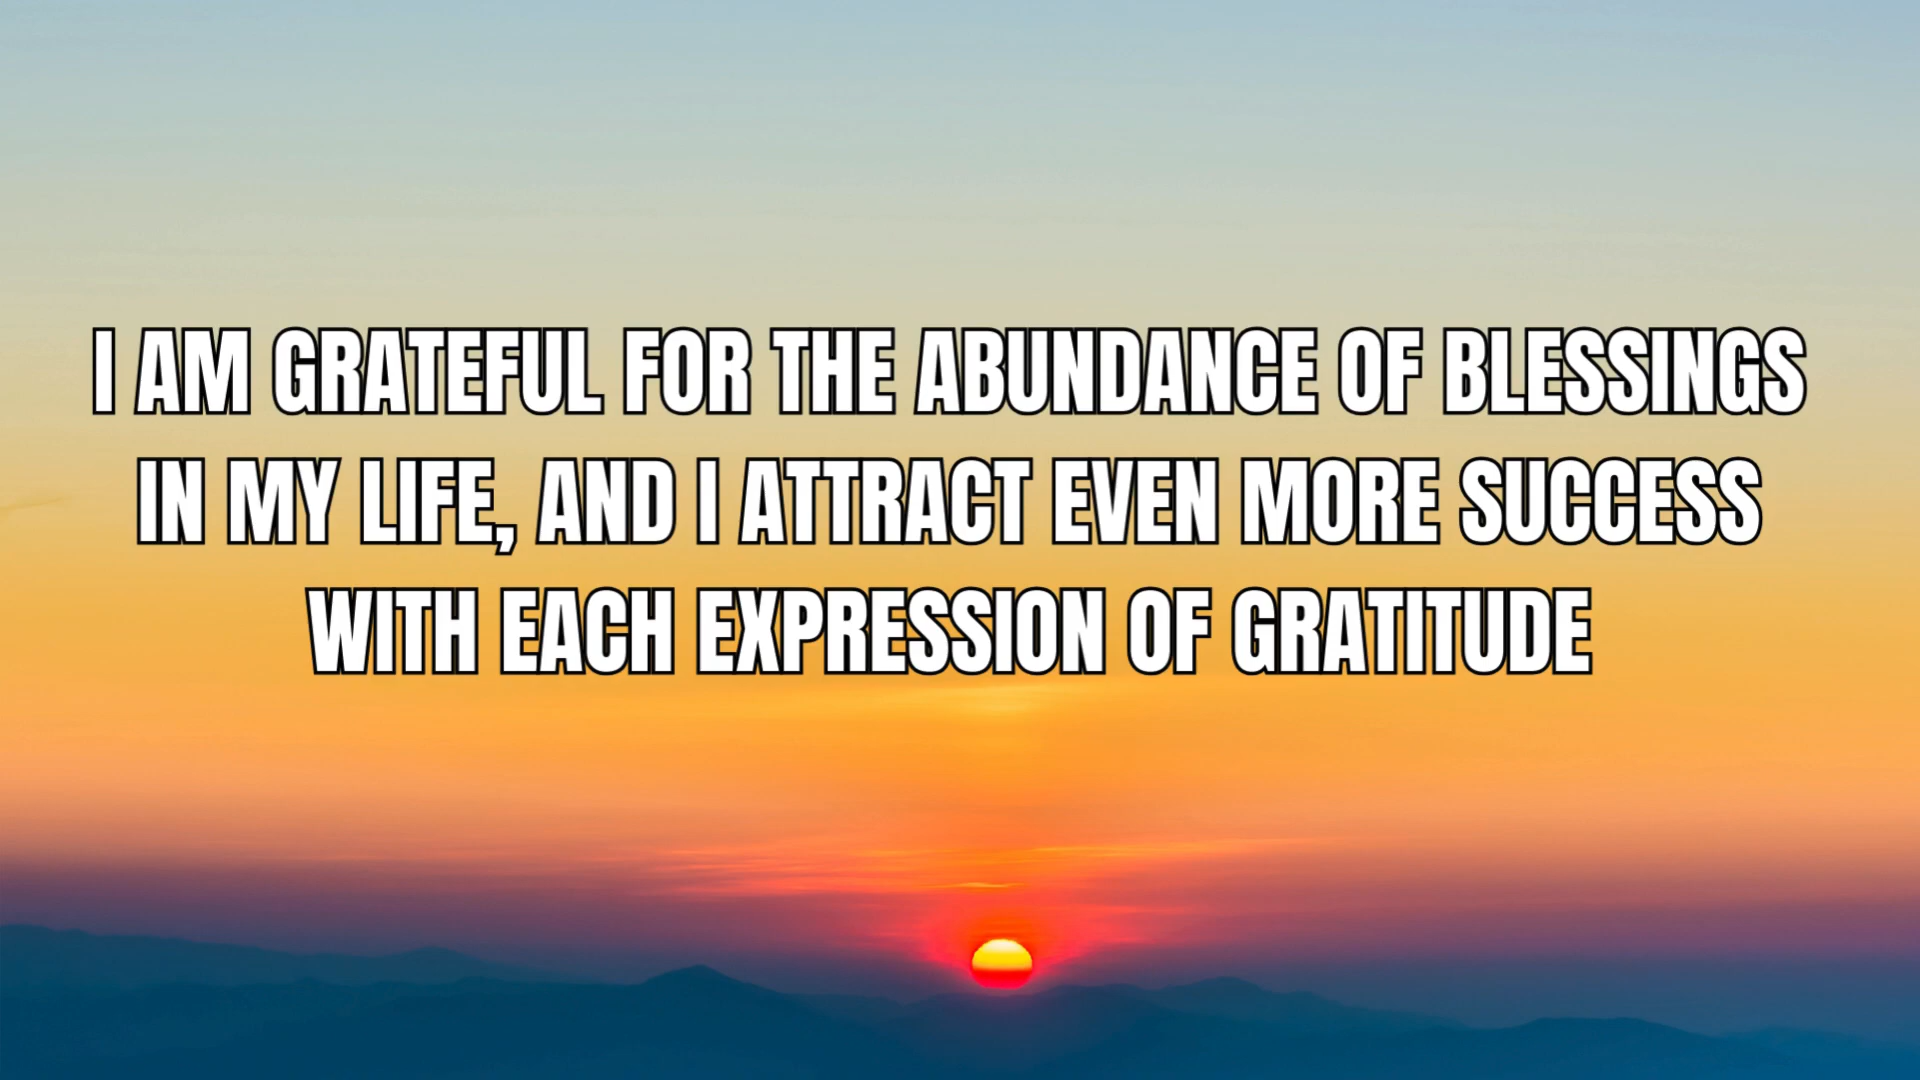 I AM GRATEFUL FOR THE ABUNDANCE OF BLESSINGS
IN MY LIFE, AND I ATTRACT EVEN MORE SUCCESS
WITH EACH EXPRESSION OF GRATITUDE